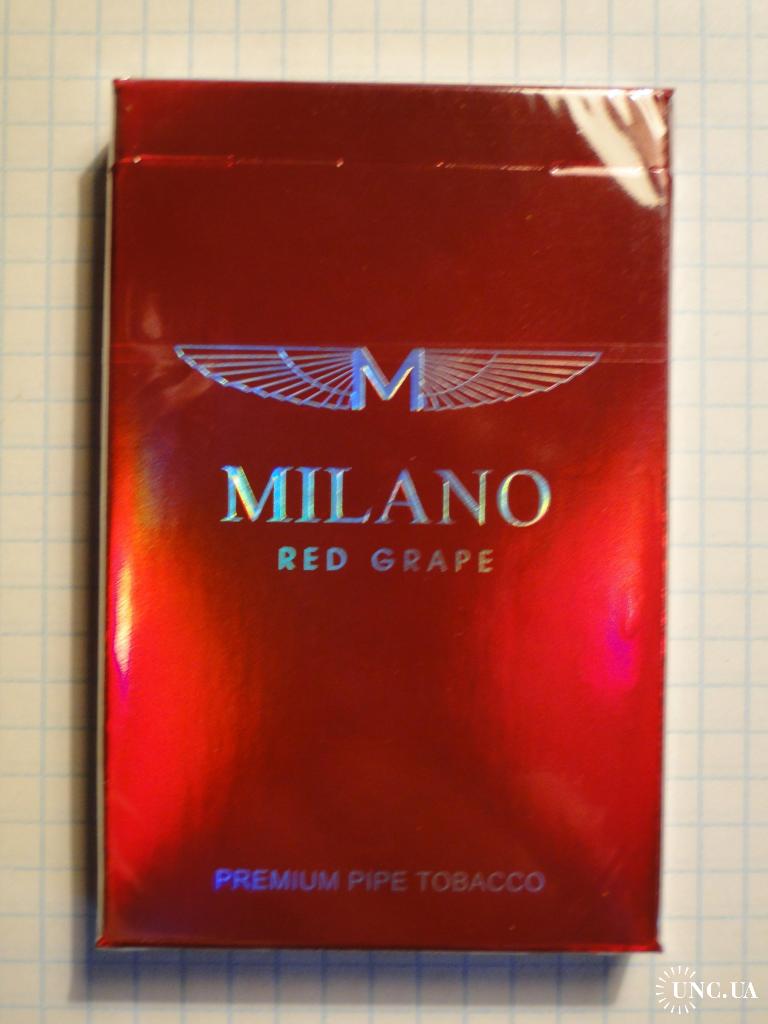 M
MILANO
RED GRAPE
PREMIUM PIPE TOBACCO
UNC.UA